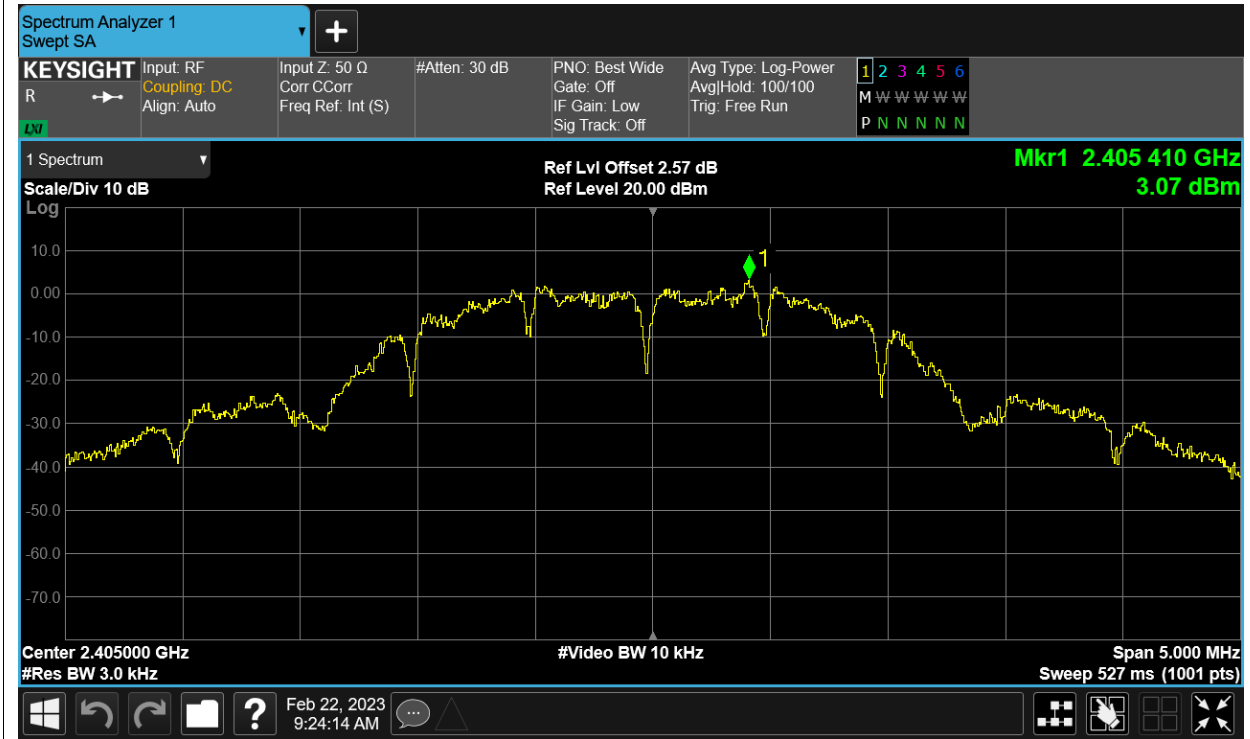 Spectrum Analyzer 1
Swept SA
KEYSIGHT
R
LXI
Input: RF
Coupling: DC
Align: Auto
Input Z: 50 Ω
Corr CCorr
Freq Ref: Int (S)
#Atten: 30 dB
PNO: Best Wide
Gate: Off
IF Gain: Low
Sig Track: Off
Avg Type: Log-Power
Avg|Hold: 100/100
Trig: Free Run
1 2 3 4 5 6
M W W W W W
P N N N N N
1 Spectrum
Scale/Div 10 dB
Log
Ref Lvl Offset 2.57 dB
Ref Level 20.00 dBm
Mkr1 2.405 410 GHz
3.07 dBm
1
10.0
0.00
-10.0
-20.0
-30.0
-40.0
-50.0
-60.0
-70.0
Center 2.405000 GHz
#Video BW 10 kHz
Span 5.000 MHz
#Res BW 3.0 kHz
Sweep 527 ms (1001 pts)
?
Feb 22, 2023
9:24:14 AM